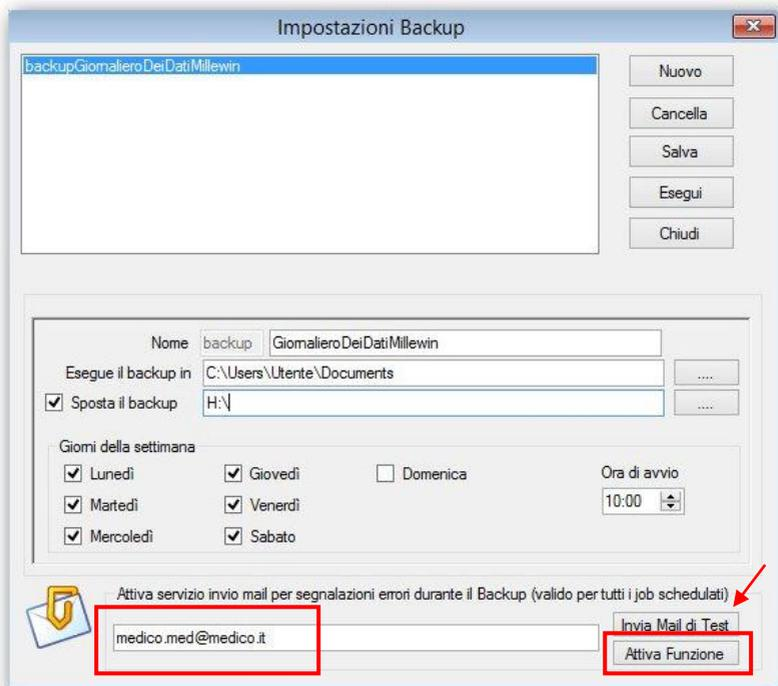 Impostazioni Backup
backupGiornalieroDeiDatiMillewin
Nuovo
Cancella
Salva
Esegui
Chiudi
Nome backup GiornalieroDeiDatiMillewin
Esegue il backup in C:\Users\Utente\Documents ....
Sposta il backup H:\ ....
Giorni della settimana
Lunedì Giovedì Domenica Ora di avvio
Martedì Venerdì 10:00
Mercoledì Sabato
Attiva servizio invio mail per segnalazioni errori durante il Backup (valido per tutti i job schedulati)
medico.med@medico.it Invia Mail di Test
Attiva Funzione